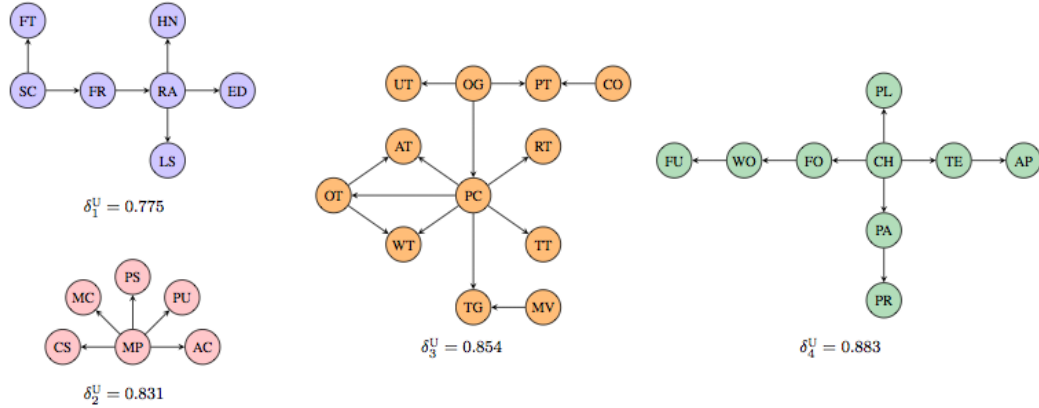 FT
HN
SC
FR
RA
ED
LS
δ₁ᵁ = 0.775
PS
MC
PU
CS
MP
AC
δ₂ᵁ = 0.831
UT
OG
PT
CO
AT
RT
OT
PC
WT
TT
TG
MV
δ₃ᵁ = 0.854
PL
FU
WO
FO
CH
TE
AP
PA
PR
δ₄ᵁ = 0.883